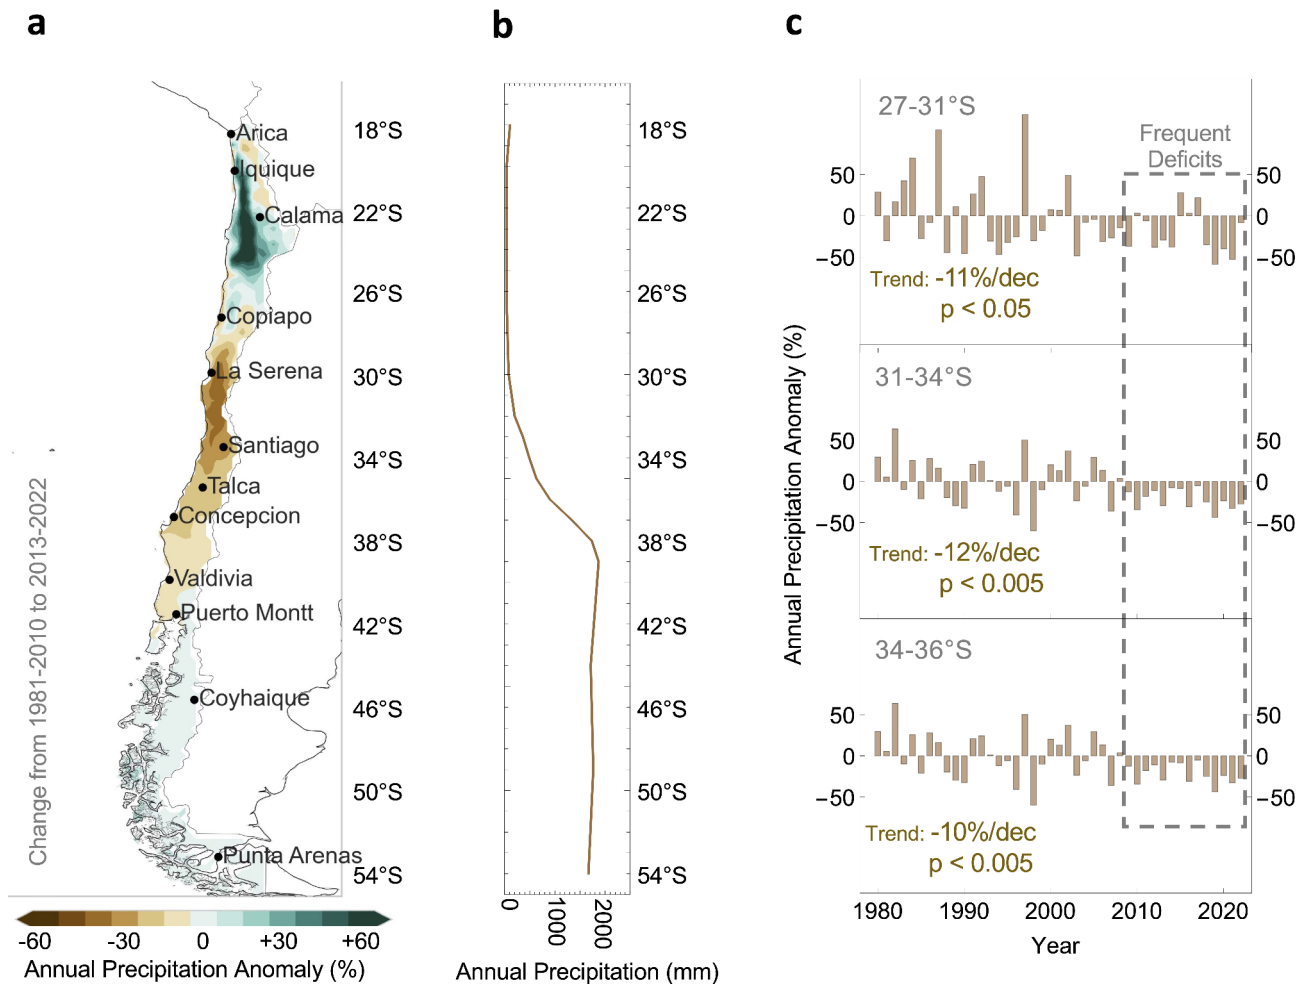 a
Arica
Iquique
Calama
Copiapo
La Serena
Santiago
Talca
Concepcion
Valdivia
Puerto Montt
Coyhaique
Punta Arenas
18°S
22°S
26°S
30°S
34°S
38°S
42°S
46°S
50°S
54°S
Change from 1981-2010 to 2013-2022
-60 -30 0 +30 +60
Annual Precipitation Anomaly (%)
b
18°S
22°S
26°S
30°S
34°S
38°S
42°S
46°S
50°S
54°S
0 1000 2000
Annual Precipitation (mm)
c
Annual Precipitation Anomaly (%)
27-31°S
Frequent
Deficits
50 50
0 0
−50 −50
Trend: -11%/dec
p < 0.05
31-34°S
50 50
0 0
−50 −50
Trend: -12%/dec
p < 0.005
34-36°S
50 50
0 0
−50 −50
Trend: -10%/dec
p < 0.005
1980 1990 2000 2010 2020
Year